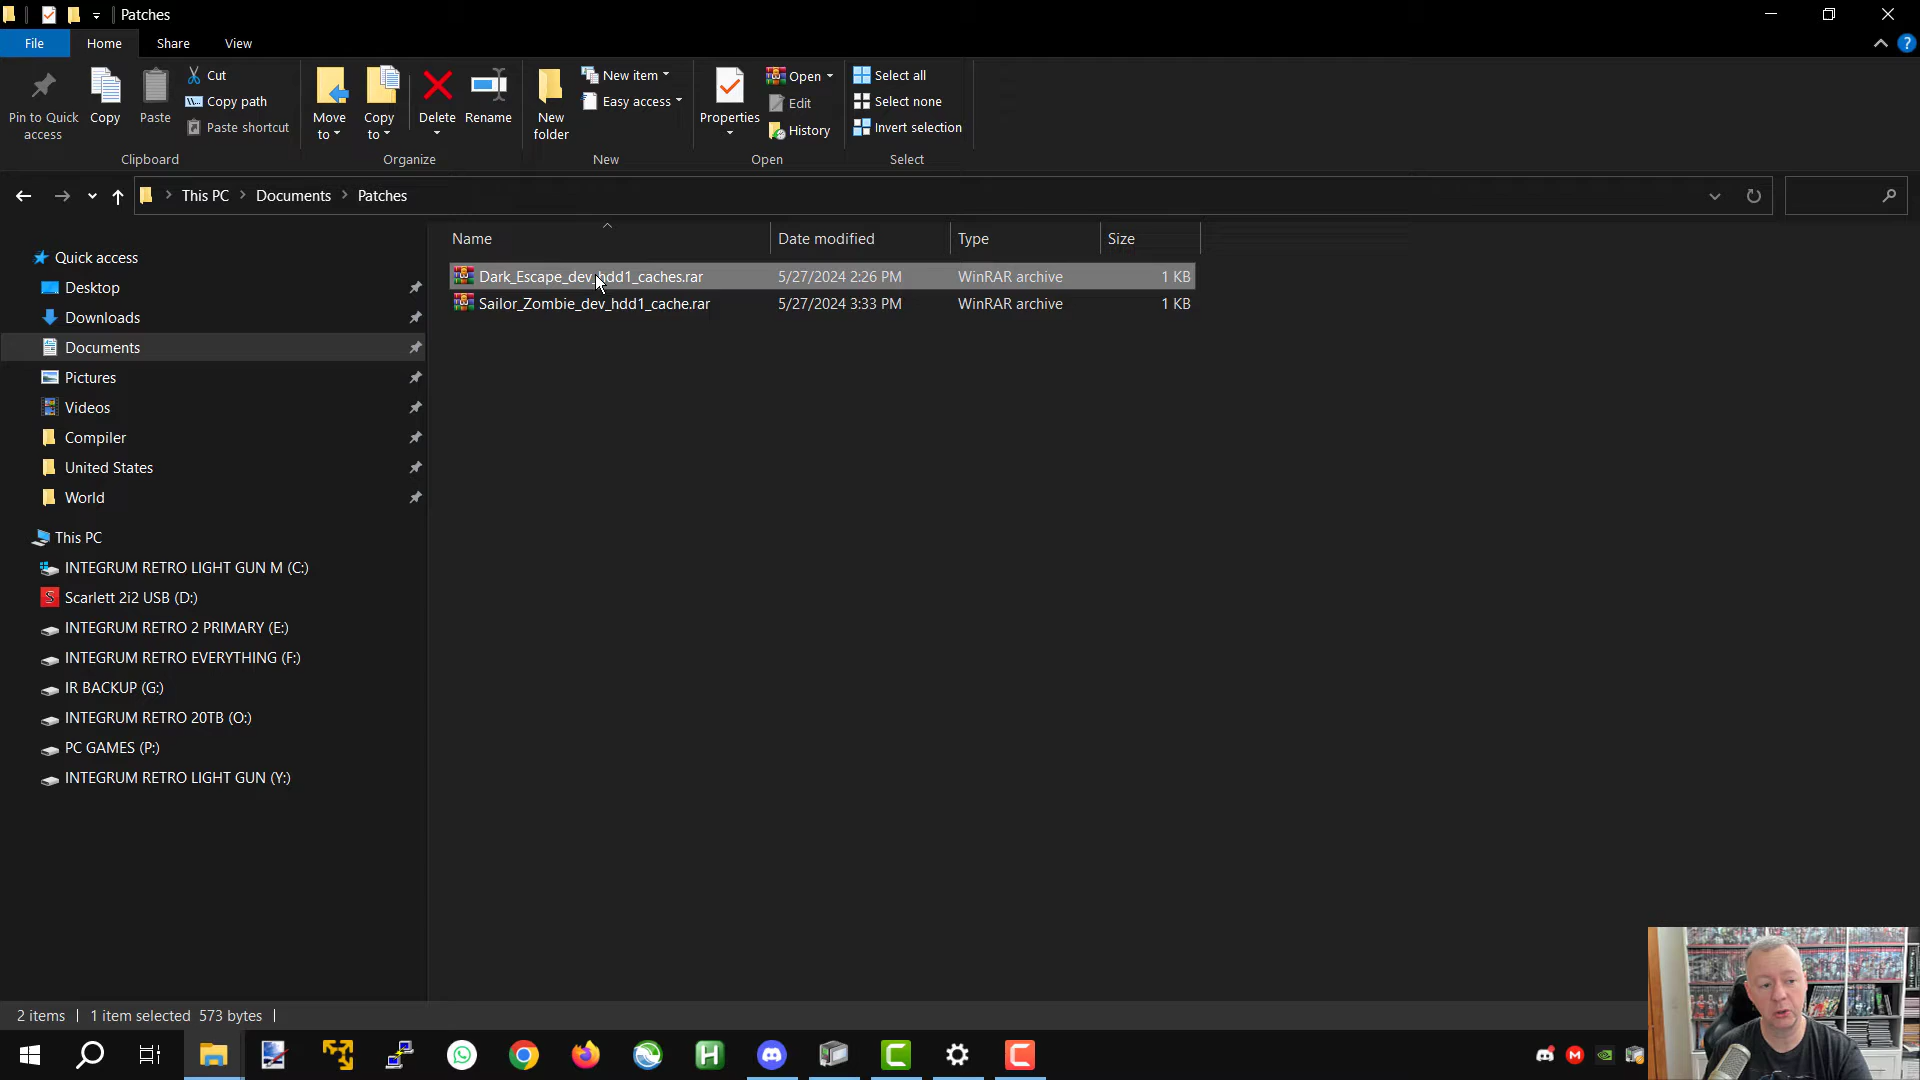 Patches
File
Home
Share
View
Pin to Quick access
Copy
Paste
Cut
Copy path
Paste shortcut
Clipboard
Move to
Copy to
Delete
Rename
Organize
New folder
New item
Easy access
New
Properties
Open
Edit
History
Open
Select all
Select none
Invert selection
Select
This PC
Documents
Patches
Name
Date modified
Type
Size
Dark_Escape_dev_hdd1_caches.rar 5/27/2024 2:26 PM WinRAR archive 1 KB
Sailor_Zombie_dev_hdd1_cache.rar 5/27/2024 3:33 PM WinRAR archive 1 KB
Quick access
Desktop
Downloads
Documents
Pictures
Videos
Compiler
United States
World
This PC
INTEGRUM RETRO LIGHT GUN M (C:)
Scarlett 2i2 USB (D:)
INTEGRUM RETRO 2 PRIMARY (E:)
INTEGRUM RETRO EVERYTHING (F:)
IR BACKUP (G:)
INTEGRUM RETRO 20TB (O:)
PC GAMES (P:)
INTEGRUM RETRO LIGHT GUN (Y:)
2 items
1 item selected 573 bytes